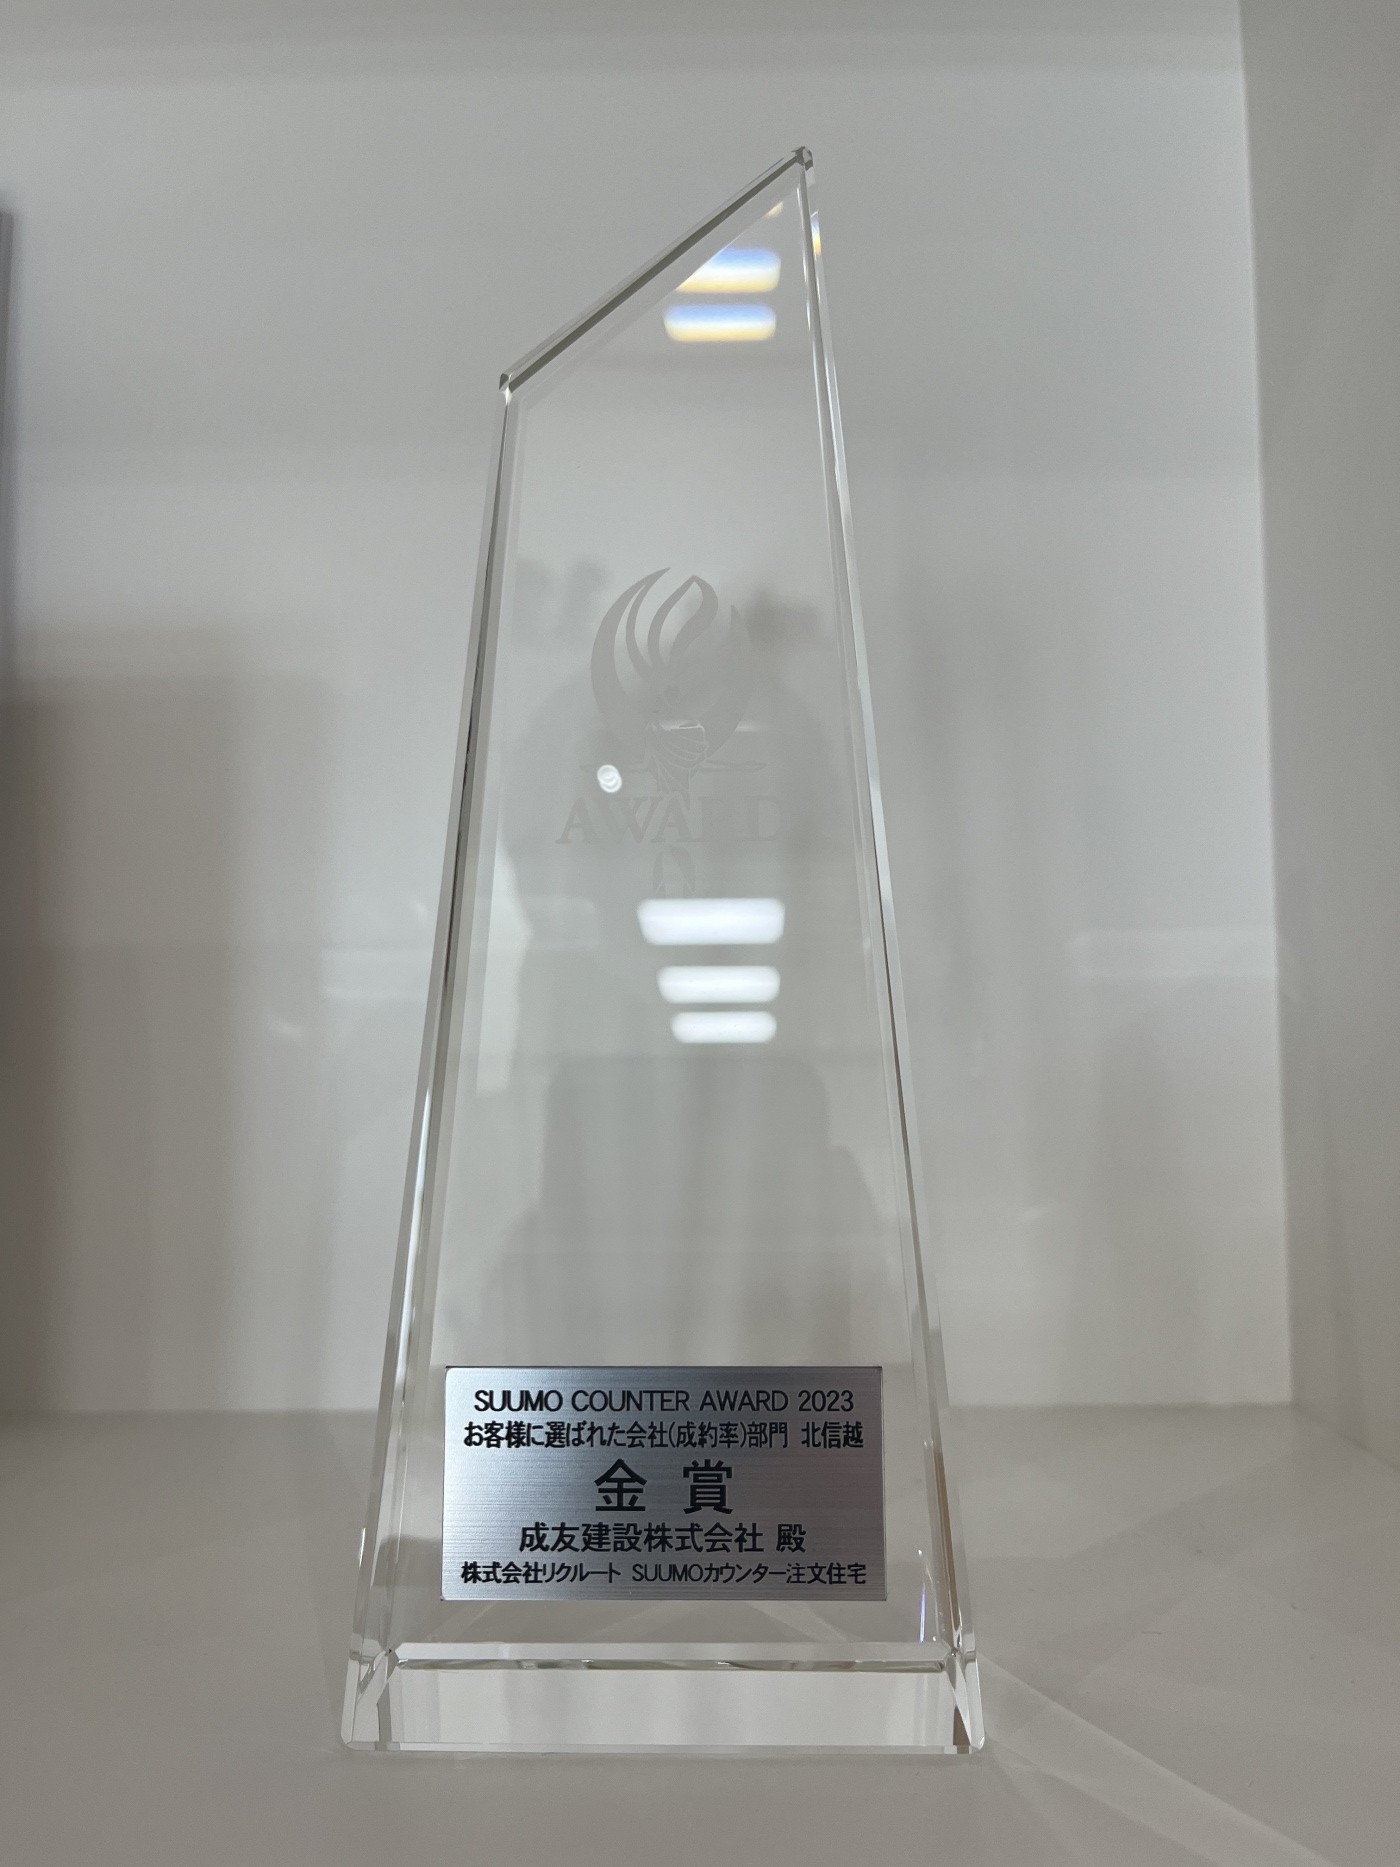 AWARD
SUUMO COUNTER AWARD 2023
お客様に選ばれた会社(成約率)部門 北信越
金 賞
成友建設株式会社 殿
株式会社リクルート SUUMOカウンター注文住宅